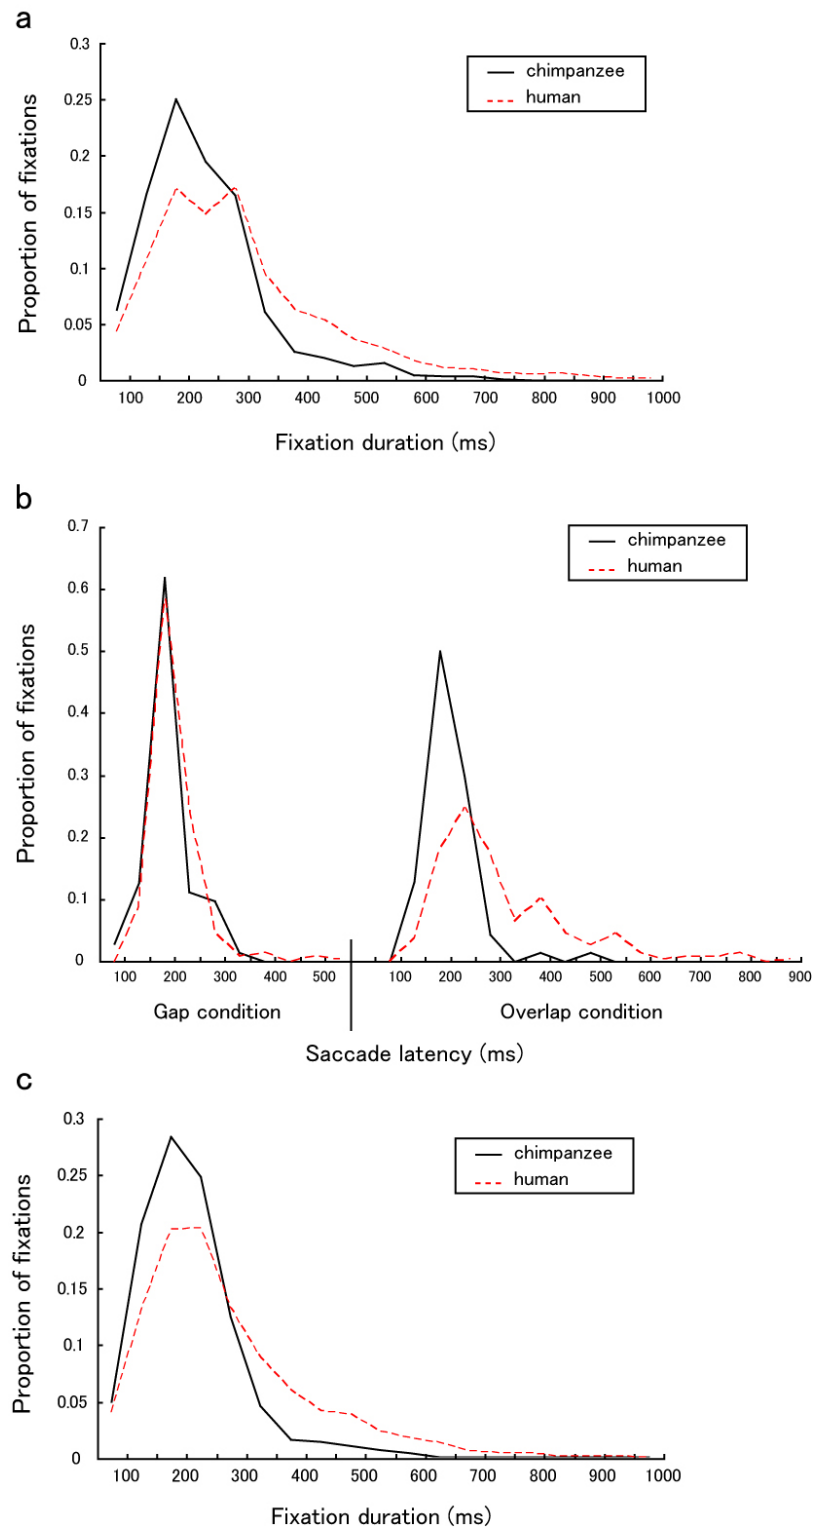 a
0.3
0.25
0.2
0.15
0.1
0.05
0
Proportion of fixations
chimpanzee
human
100 200 300 400 500 600 700 800 900 1000
Fixation duration (ms)
b
0.7
0.6
0.5
0.4
0.3
0.2
0.1
0
Proportion of fixations
chimpanzee
human
100 200 300 400 500 100 200 300 400 500 600 700 800 900
Gap condition Overlap condition
Saccade latency (ms)
c
0.3
0.25
0.2
0.15
0.1
0.05
0
Proportion of fixations
chimpanzee
human
100 200 300 400 500 600 700 800 900 1000
Fixation duration (ms)